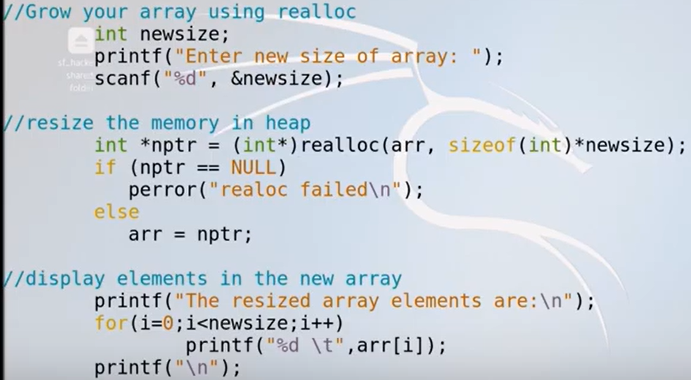 //Grow your array using realloc
int newsize;
printf("Enter new size of array: ");
scanf("%d", &newsize);
//resize the memory in heap
int *nptr = (int*)realloc(arr, sizeof(int)*newsize);
if (nptr == NULL)
perror("realoc failed\n");
else
arr = nptr;
//display elements in the new array
printf("The resized array elements are:\n");
for(i=0;i<newsize;i++)
printf("%d \t",arr[i]);
printf("\n");